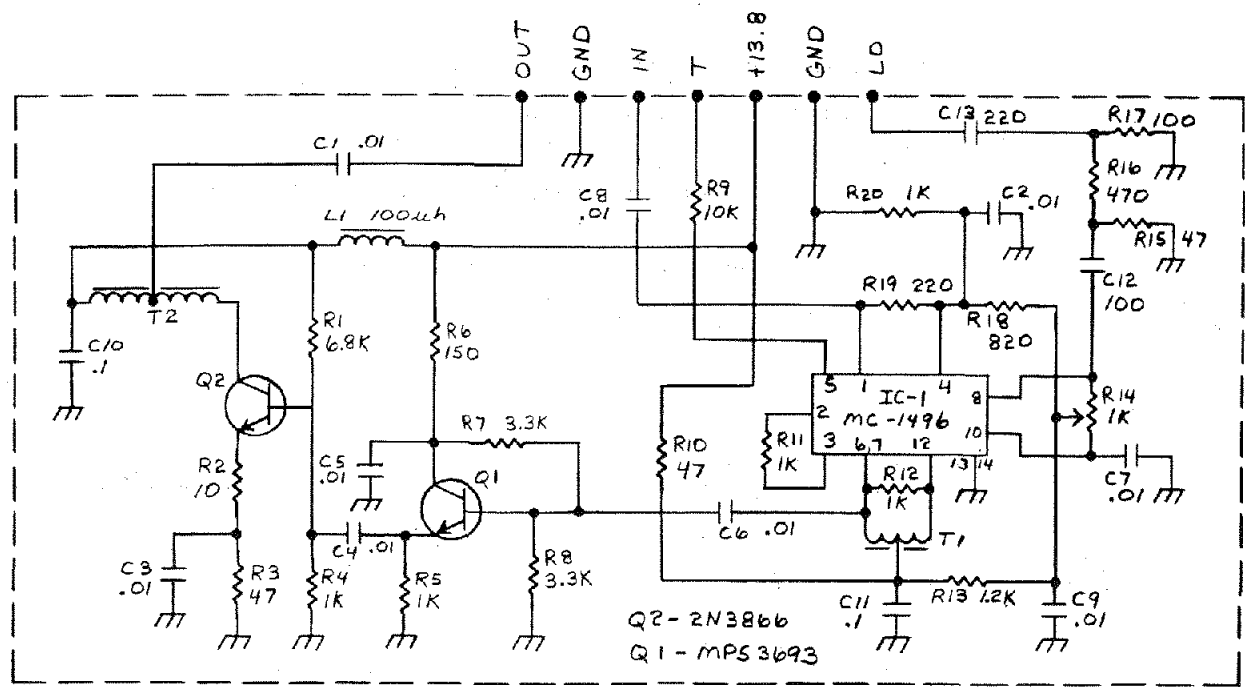 OUT
GND
IN
T
+13.8
GND
LO
C1 .01
C13 220
R17 100
R16
470
R15 47
C12
100
R20 1K
C2 .01
C8
.01
R9
10K
L1 100uh
T2
C10
.1
R1
6.8K
R6
150
R19 220
R18
820
Q2
R7 3.3K
5 1 4
IC-1
MC-1496
2
3
6,7 12
8
10
13 14
R14
1K
R11
1K
R10
47
R12
1K
C7
.01
R2
10
C5
.01
Q1
C6 .01
T1
C4 .01
C3
.01
R3
47
R4
1K
R5
1K
R8
3.3K
C11
.1
R13 1.2K
C9
.01
Q2-2N3866
Q1-MPS3693